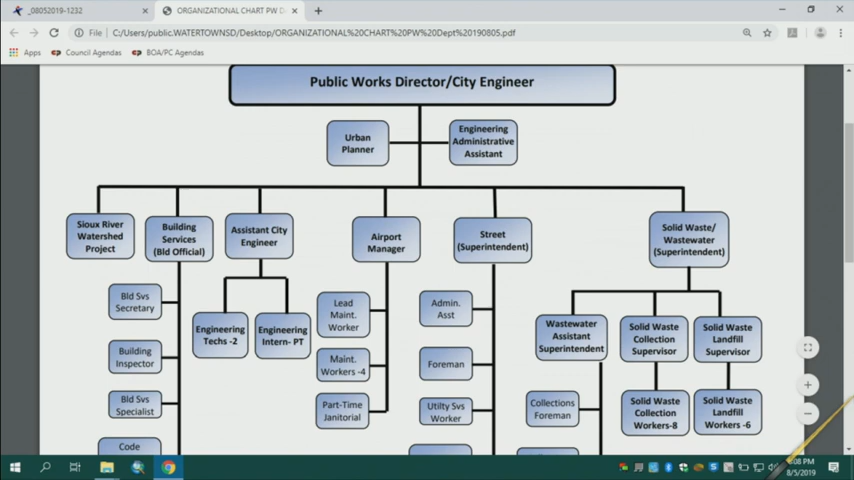 _08052019-1232
ORGANIZATIONAL CHART PW D
File
C:/Users/public.WATERTOWNSD/Desktop/ORGANIZATIONAL%20CHART%20PW%20Dept%2020190805.pdf
Apps
Council Agendas
BOA/PC Agendas
Public Works Director/City Engineer
Urban
Planner
Engineering
Administrative
Assistant
Sioux River
Watershed
Project
Building
Services
(Bld Official)
Assistant City
Engineer
Airport
Manager
Street
(Superintendent)
Solid Waste/
Wastewater
(Superintendent)
Bld Svs
Secretary
Building
Inspector
Bld Svs
Specialist
Code
Engineering
Techs -2
Engineering
Intern- PT
Lead
Maint.
Worker
Maint.
Workers -4
Part-Time
Janitorial
Admin.
Asst
Foreman
Utilty Svs
Worker
Wastewater
Assistant
Superintendent
Collections
Foreman
Solid Waste
Collection
Supervisor
Solid Waste
Collection
Workers-8
Solid Waste
Landfill
Supervisor
Solid Waste
Landfill
Workers -6
:08 PM
8/5/2019